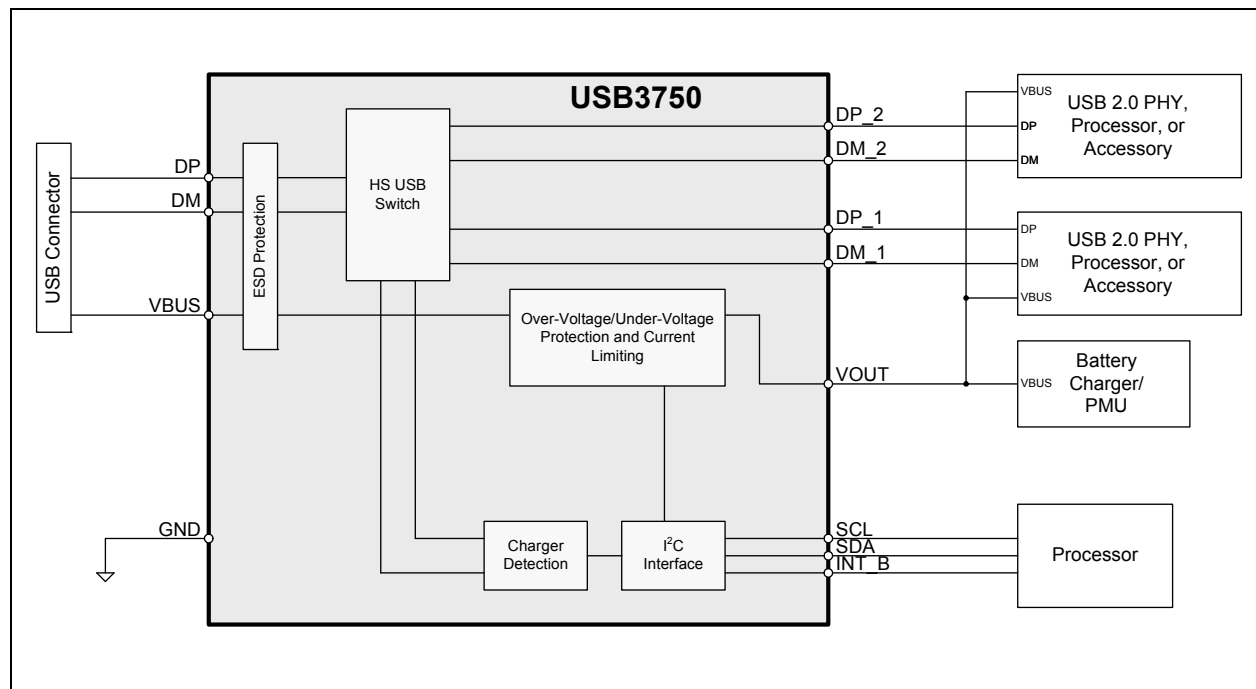 USB3750
USB Connector
DP
DM
VBUS
GND
ESD Protection
HS USB
Switch
Over-Voltage/Under-Voltage
Protection and Current
Limiting
Charger
Detection
I²C
Interface
DP_2
DM_2
DP_1
DM_1
VOUT
SCL
SDA
INT_B
VBUS
DP
DM
USB 2.0 PHY,
Processor, or
Accessory
DP
DM
VBUS
USB 2.0 PHY,
Processor, or
Accessory
VBUS
Battery
Charger/
PMU
Processor